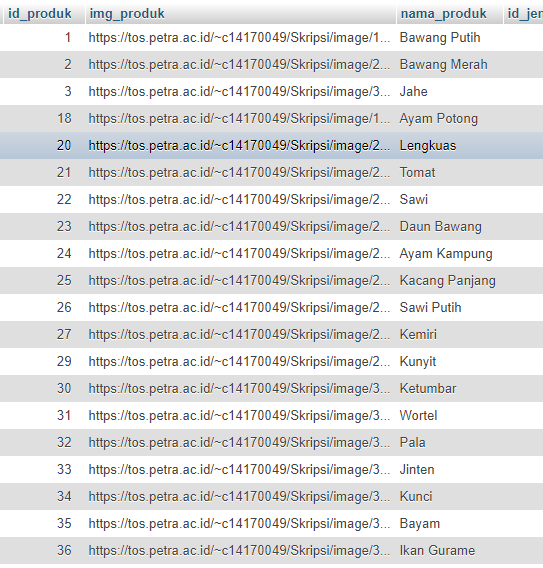 id_produk img_produk nama_produk id_jen
1 https://tos.petra.ac.id/~c14170049/Skripsi/image/1... Bawang Putih
2 https://tos.petra.ac.id/~c14170049/Skripsi/image/2... Bawang Merah
3 https://tos.petra.ac.id/~c14170049/Skripsi/image/3... Jahe
18 https://tos.petra.ac.id/~c14170049/Skripsi/image/1... Ayam Potong
20 https://tos.petra.ac.id/~c14170049/Skripsi/image/2... Lengkuas
21 https://tos.petra.ac.id/~c14170049/Skripsi/image/2... Tomat
22 https://tos.petra.ac.id/~c14170049/Skripsi/image/2... Sawi
23 https://tos.petra.ac.id/~c14170049/Skripsi/image/2... Daun Bawang
24 https://tos.petra.ac.id/~c14170049/Skripsi/image/2... Ayam Kampung
25 https://tos.petra.ac.id/~c14170049/Skripsi/image/2... Kacang Panjang
26 https://tos.petra.ac.id/~c14170049/Skripsi/image/2... Sawi Putih
27 https://tos.petra.ac.id/~c14170049/Skripsi/image/2... Kemiri
29 https://tos.petra.ac.id/~c14170049/Skripsi/image/2... Kunyit
30 https://tos.petra.ac.id/~c14170049/Skripsi/image/3... Ketumbar
31 https://tos.petra.ac.id/~c14170049/Skripsi/image/3... Wortel
32 https://tos.petra.ac.id/~c14170049/Skripsi/image/3... Pala
33 https://tos.petra.ac.id/~c14170049/Skripsi/image/3... Jinten
34 https://tos.petra.ac.id/~c14170049/Skripsi/image/3... Kunci
35 https://tos.petra.ac.id/~c14170049/Skripsi/image/3... Bayam
36 https://tos.petra.ac.id/~c14170049/Skripsi/image/3... Ikan Gurame